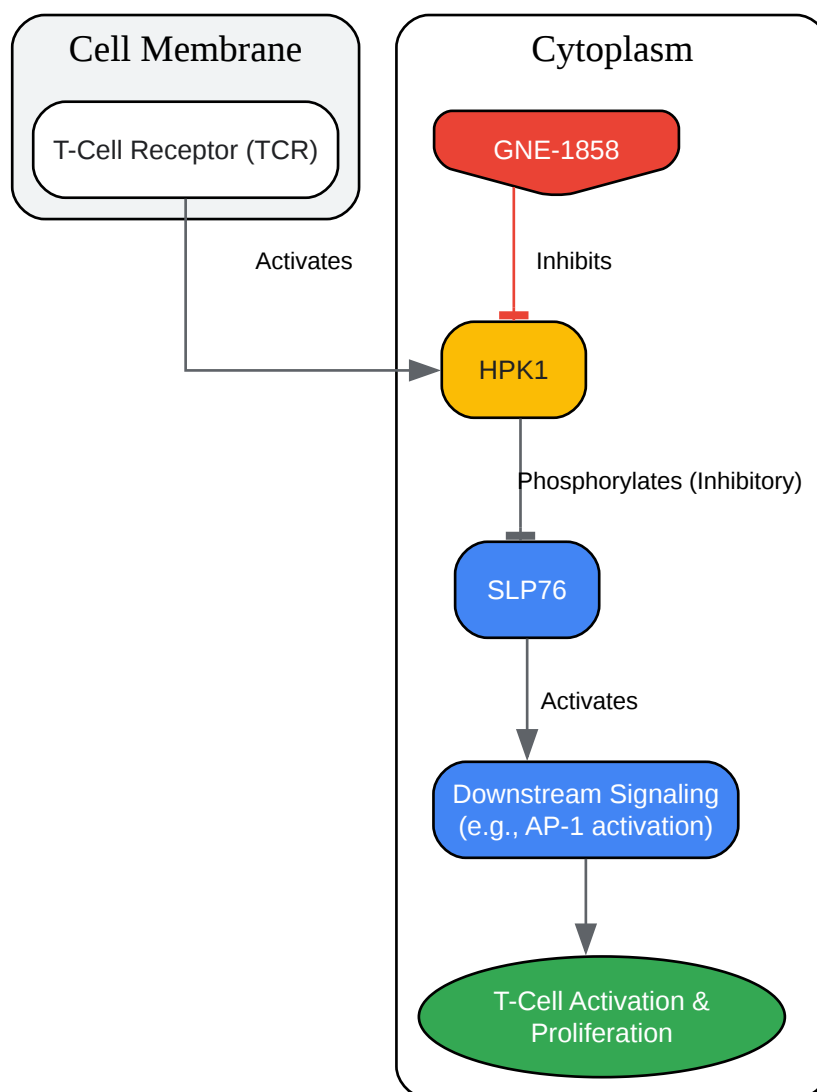 Cell Membrane
T-Cell Receptor (TCR)
Activates
Cytoplasm
GNE-1858
Inhibits
HPK1
Phosphorylates (Inhibitory)
SLP76
Activates
Downstream Signaling
(e.g., AP-1 activation)
T-Cell Activation &
Proliferation